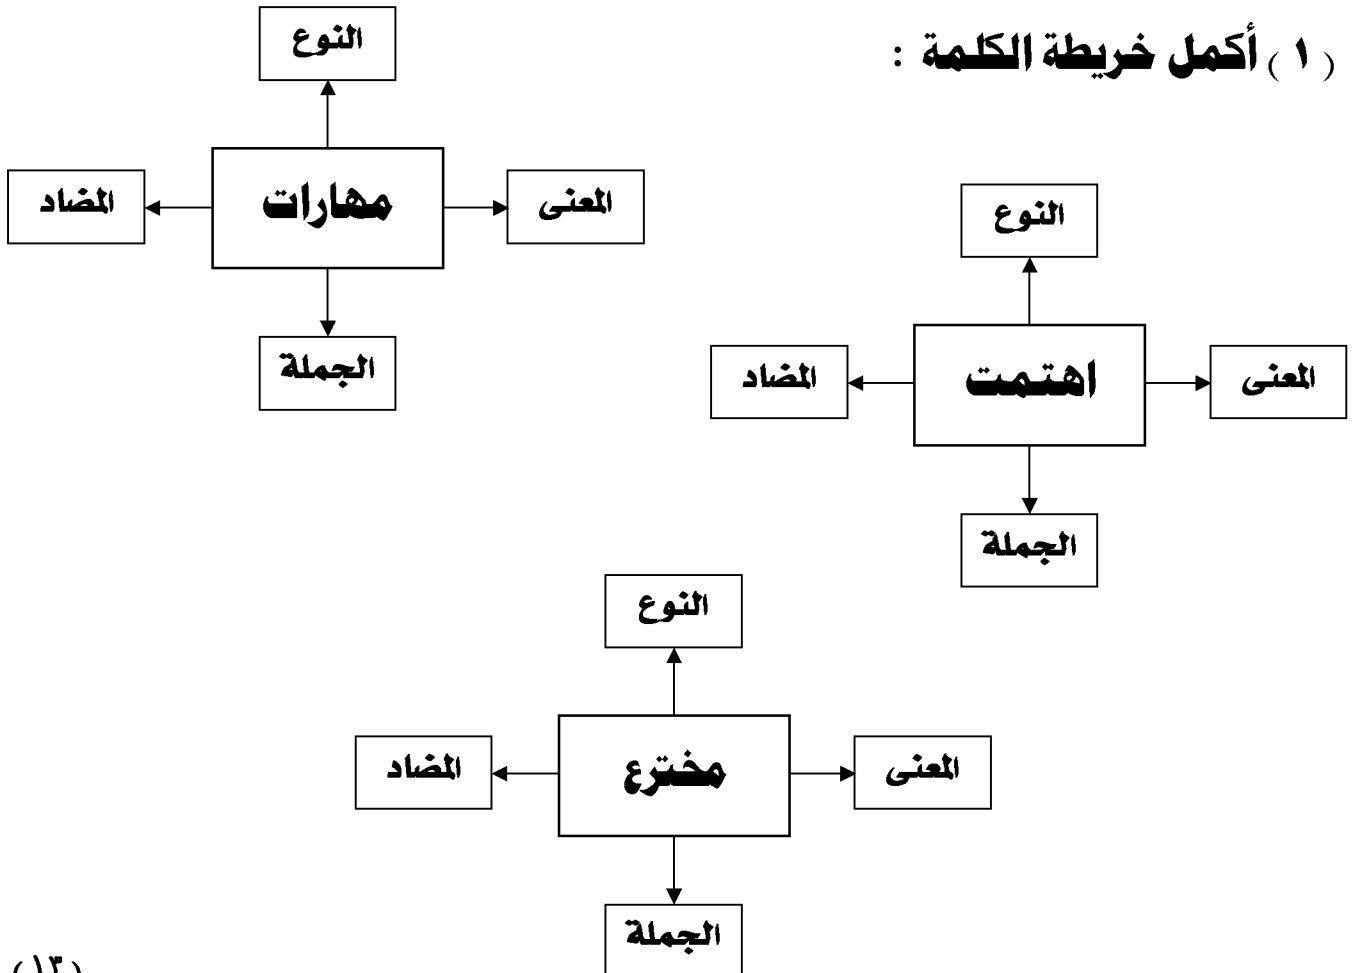 ( ١ ) أكمل خريطة الكلمة :
النوع
المضاد
مهارات
المعنى
الجملة
النوع
المضاد
اهتمت
المعنى
الجملة
النوع
المضاد
مخترع
المعنى
الجملة
(١٣)